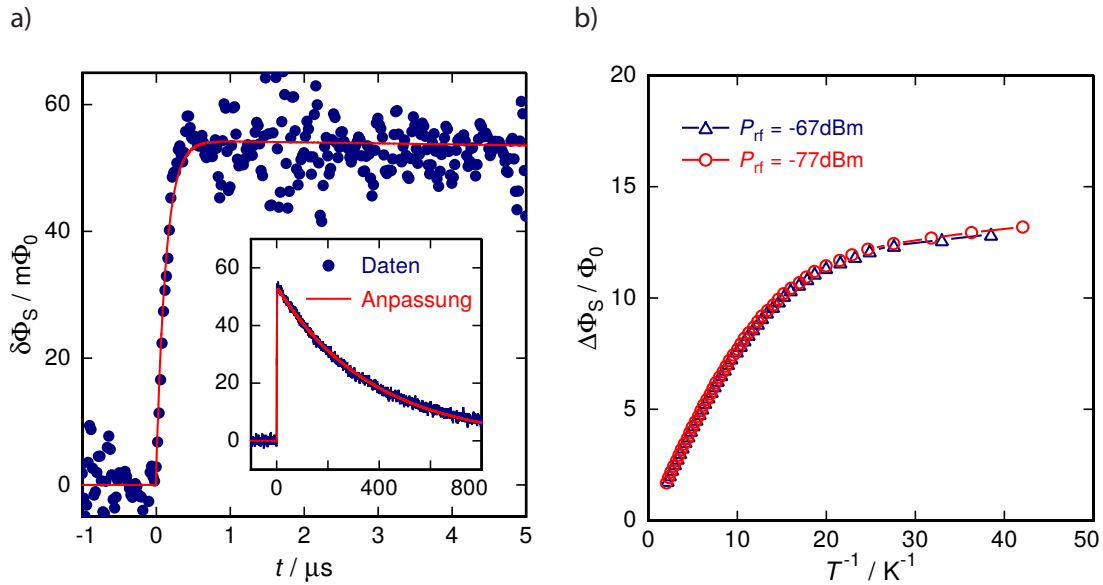 a)
δΦS / mΦ0
60
40
20
0
-1
0
1
2
3
4
5
t / μs
60
40
20
0
0
400
800
Daten
Anpassung
b)
ΔΦS / Φ0
20
15
10
5
0
0
10
20
30
40
50
T-1 / K-1
Prf = -67dBm
Prf = -77dBm